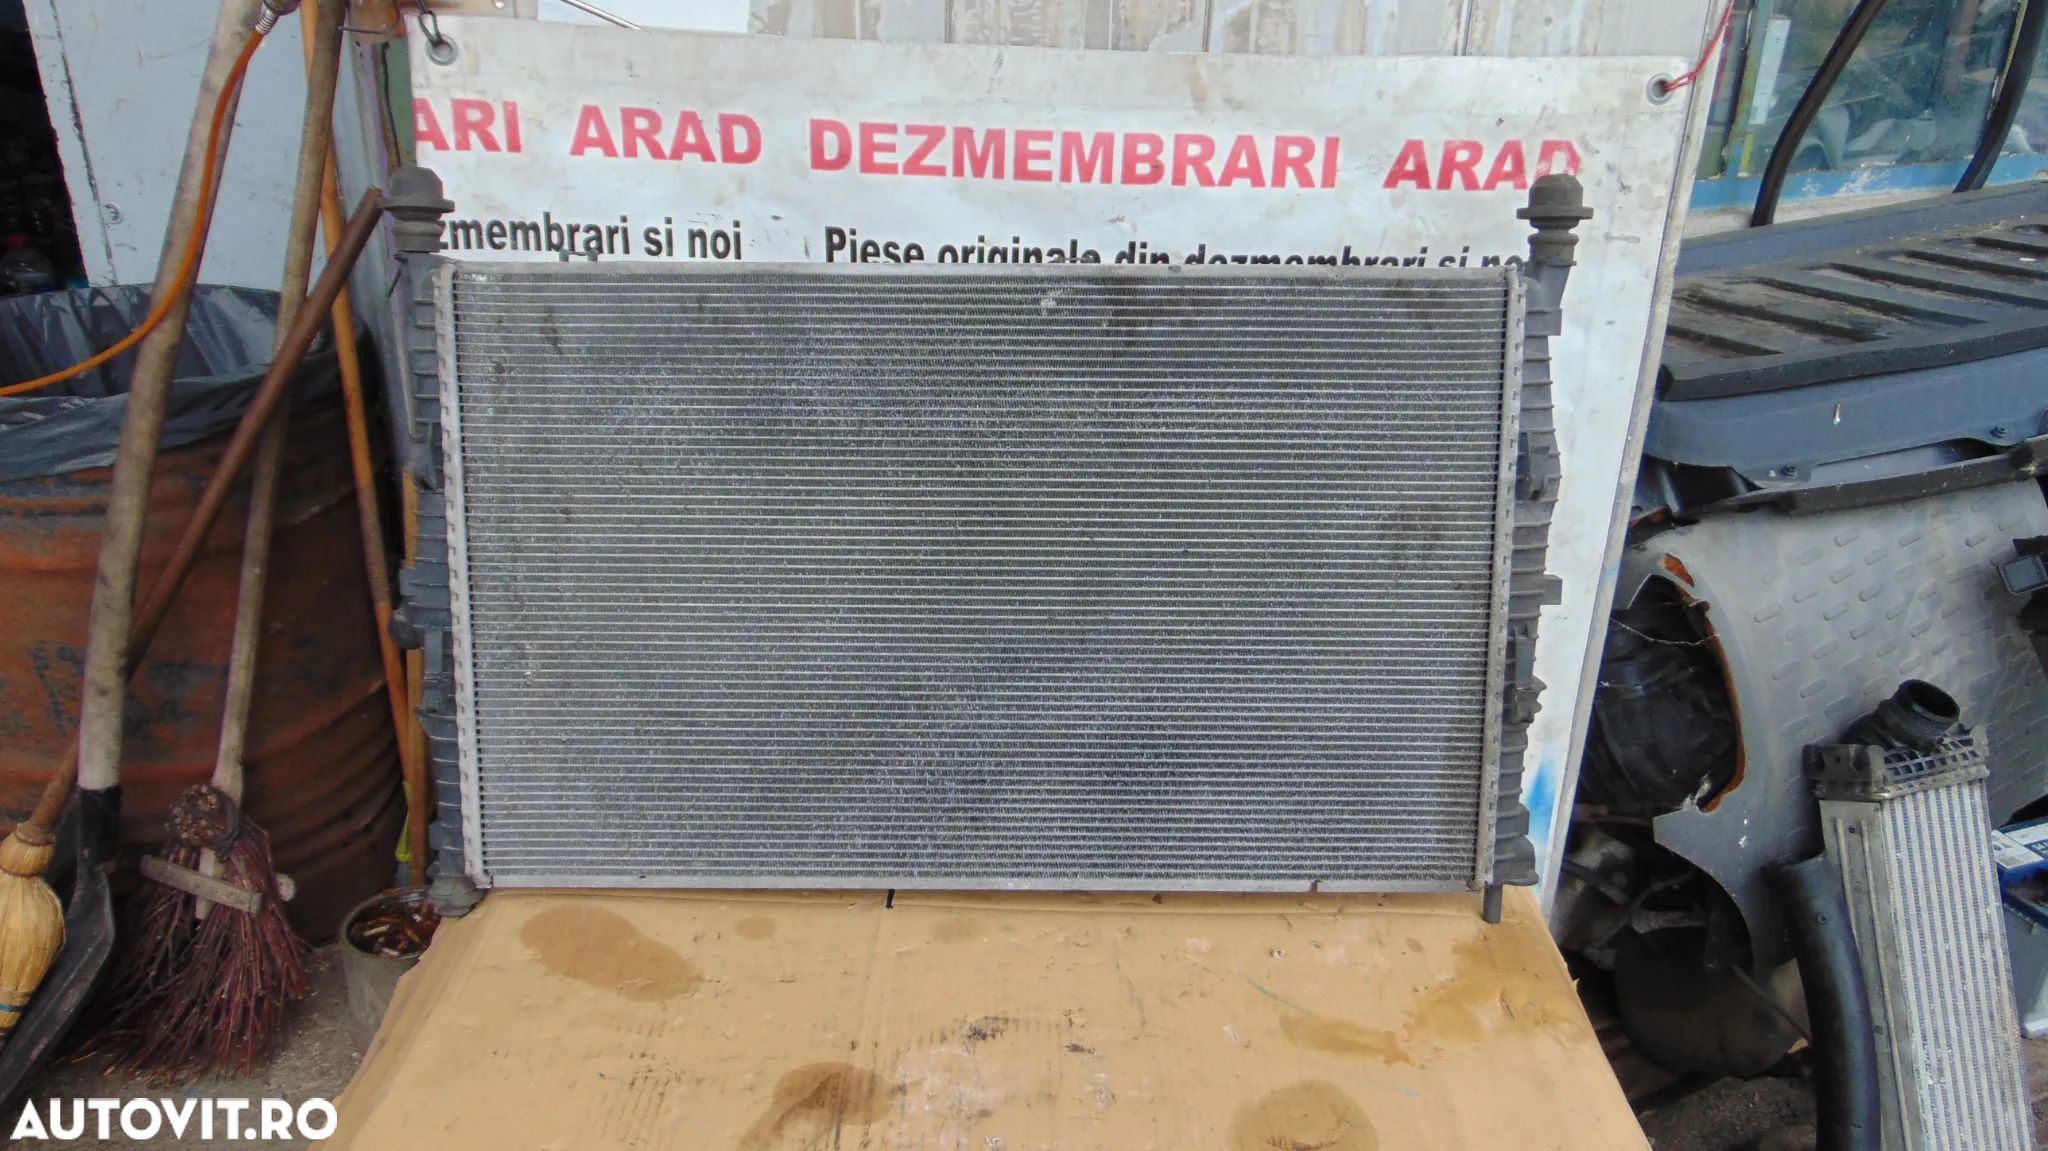 ARI ARAD DEZMEMBRARI ARAD
zmembrari si noi Piese originale din dezmembrari si noi
AUTOVIT.RO